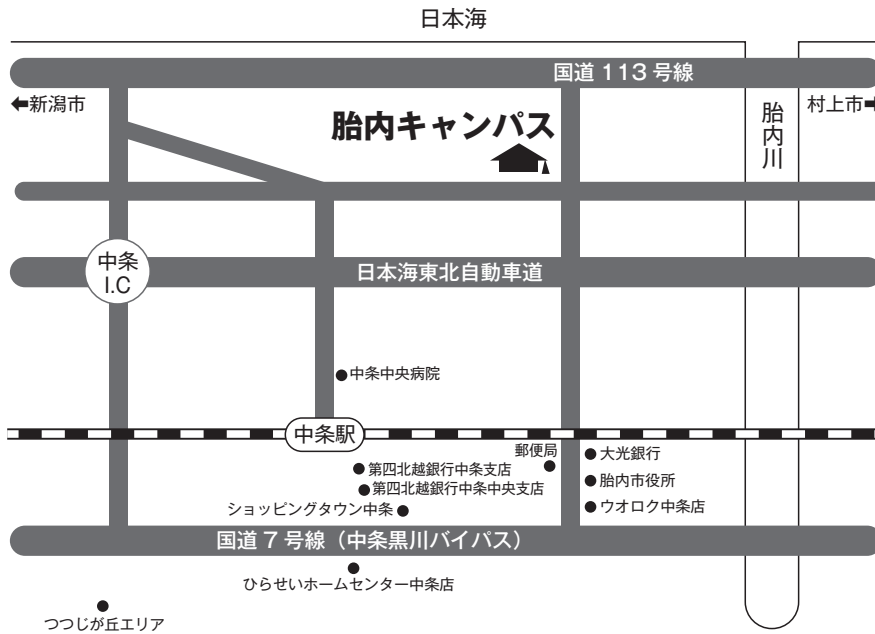 日本海
国道 113 号線
⬅新潟市
村上市➡
胎内川
胎内キャンパス
中条
I.C
日本海東北自動車道
中条中央病院
中条駅
郵便局
大光銀行
第四北越銀行中条支店
胎内市役所
第四北越銀行中条中央支店
ショッピングタウン中条
ウオロク中条店
国道 7 号線（中条黒川バイパス）
ひらせいホームセンター中条店
つつじが丘エリア